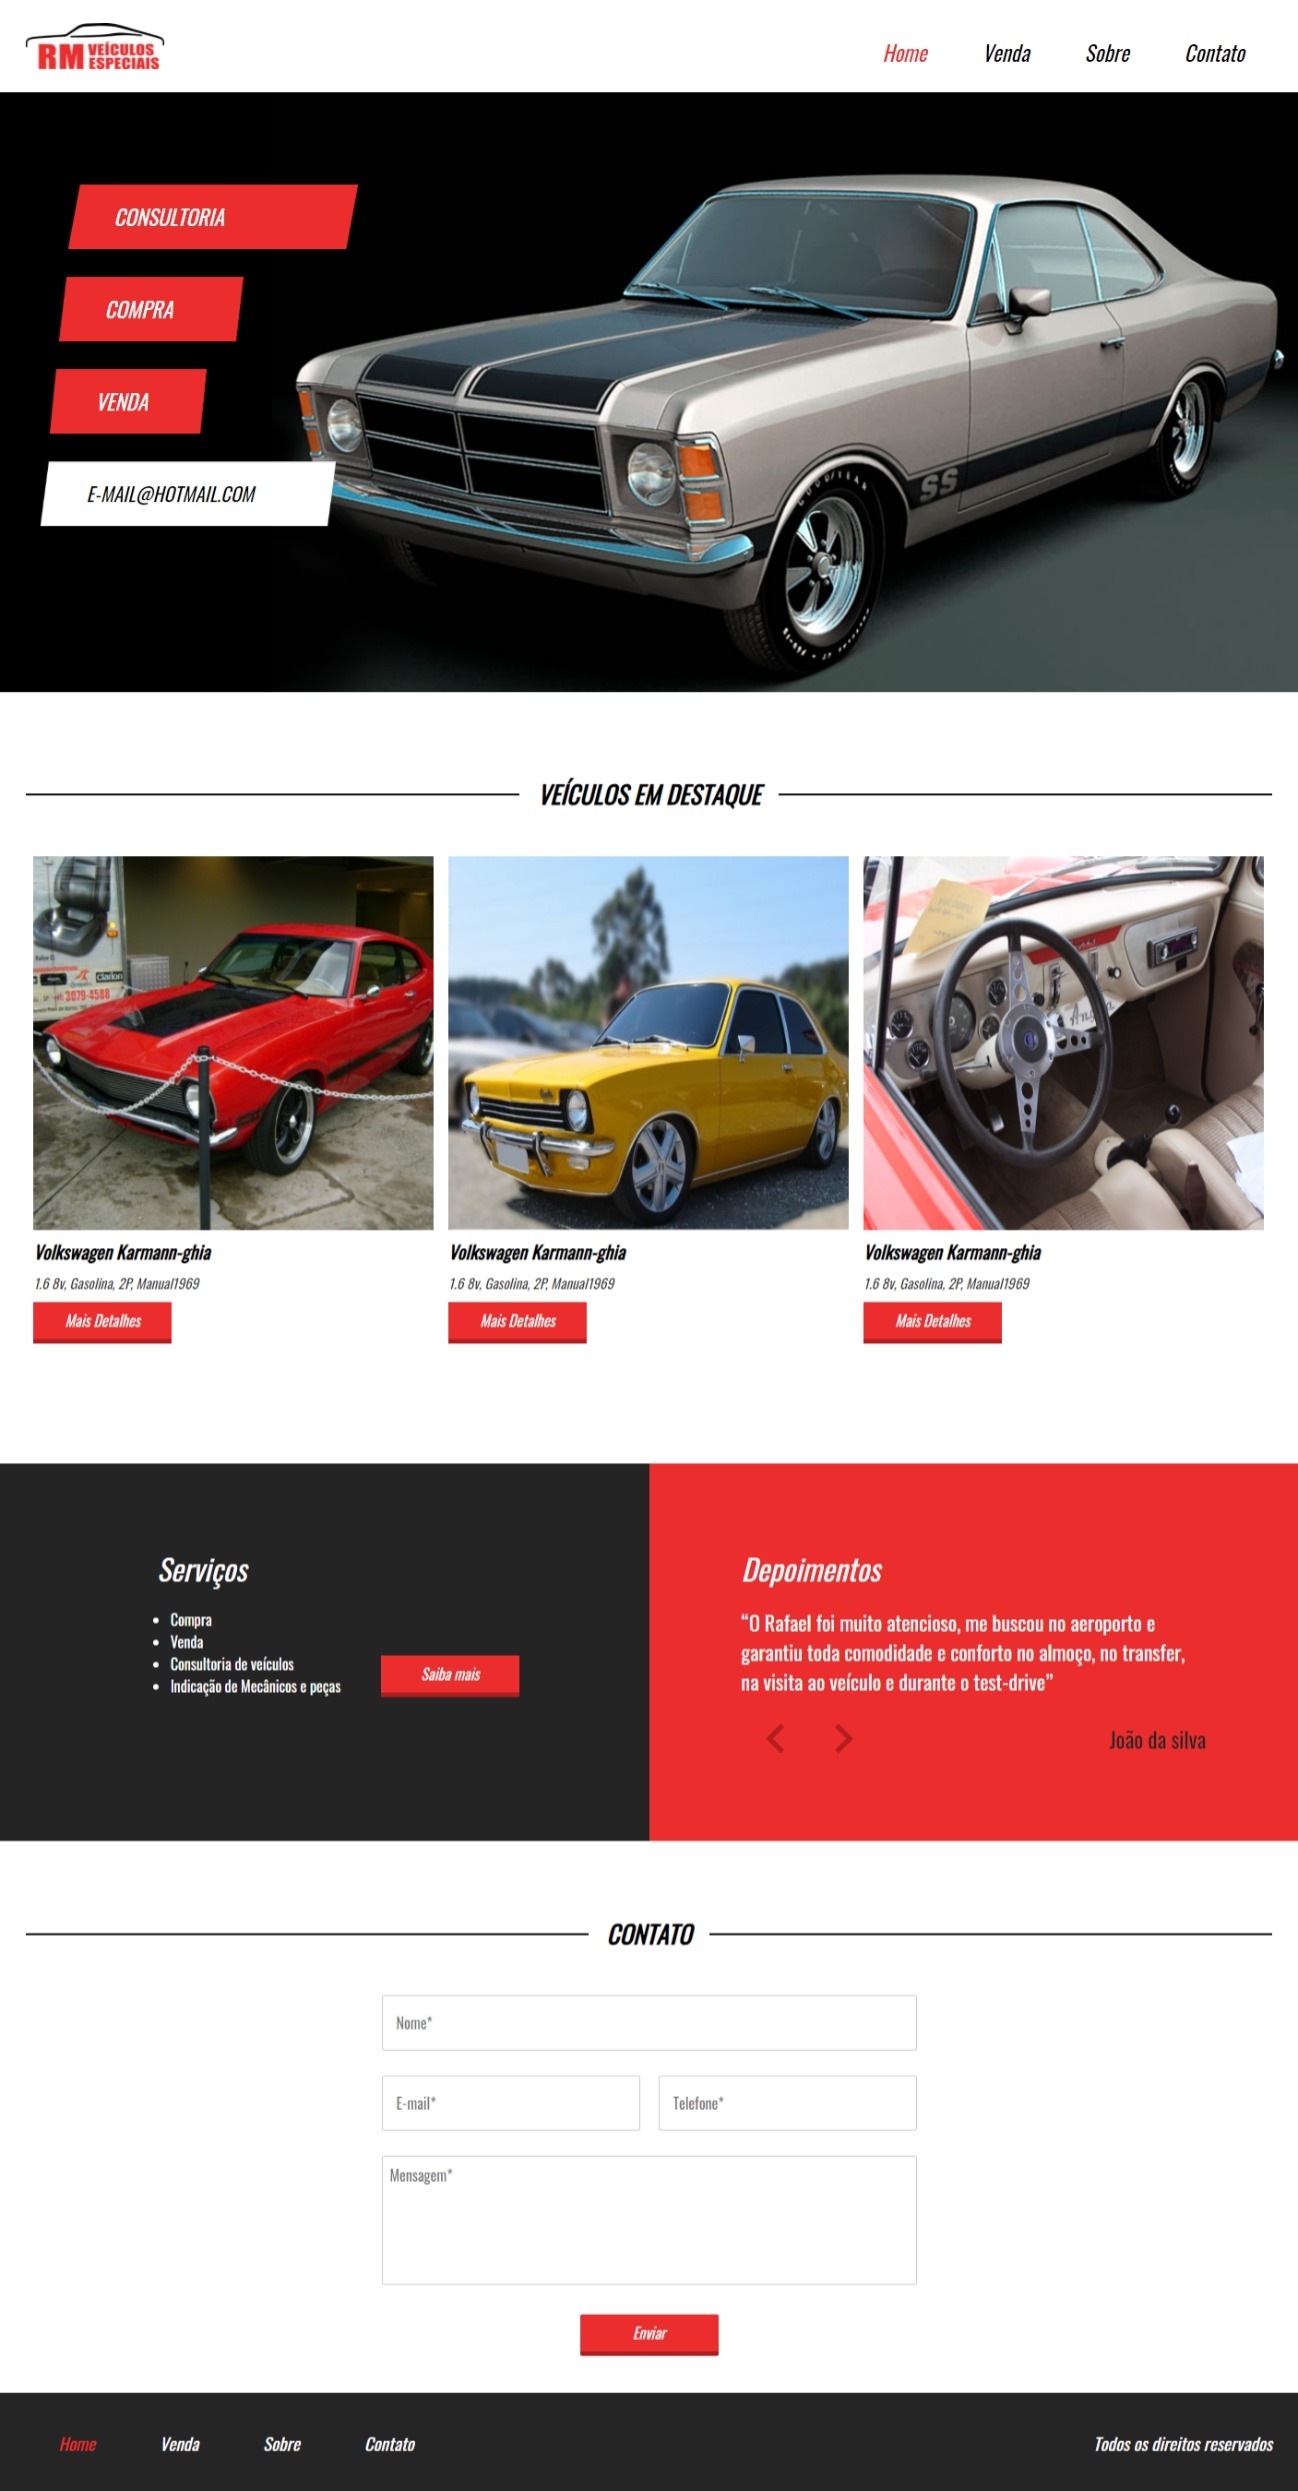 RM VEÍCULOS
ESPECIAIS
Home Venda Sobre Contato
CONSULTORIA
COMPRA
VENDA
E-MAIL@HOTMAIL.COM
GOODYEAR
SS
VEÍCULOS EM DESTAQUE
Clarion
3079-4588
Volkswagen Karmann-ghia
1.6 8v, Gasolina, 2P, Manual1969
Mais Detalhes
Volkswagen Karmann-ghia
1.6 8v, Gasolina, 2P, Manual1969
Mais Detalhes
Volkswagen Karmann-ghia
1.6 8v, Gasolina, 2P, Manual1969
Mais Detalhes
Serviços
Compra
Venda
Consultoria de veículos
Indicação de Mecânicos e peças
Saiba mais
Depoimentos
“O Rafael foi muito atencioso, me buscou no aeroporto e
garantiu toda comodidade e conforto no almoço, no transfer,
na visita ao veículo e durante o test-drive”
João da silva
CONTATO
Nome*
E-mail* Telefone*
Mensagem*
Enviar
Home Venda Sobre Contato Todos os direitos reservados